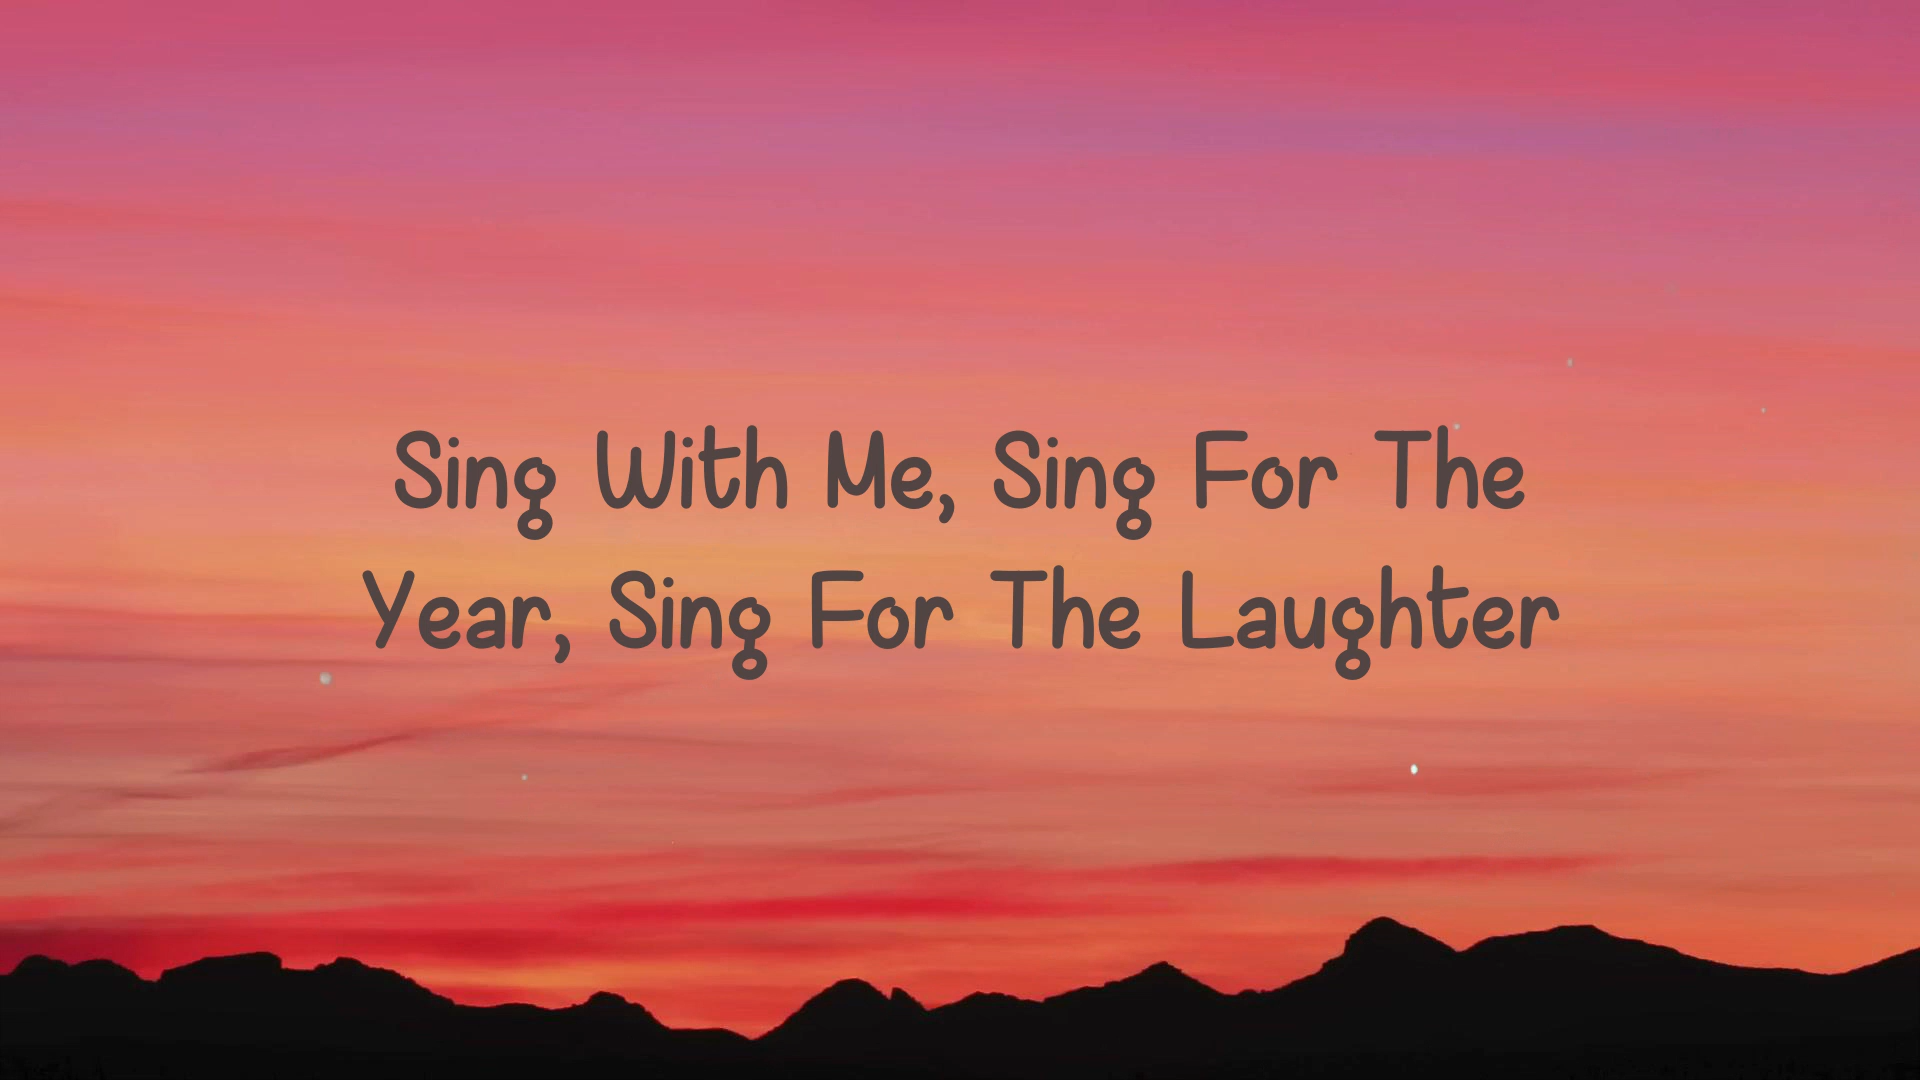 Sing With Me, Sing For The
Year, Sing For The Laughter